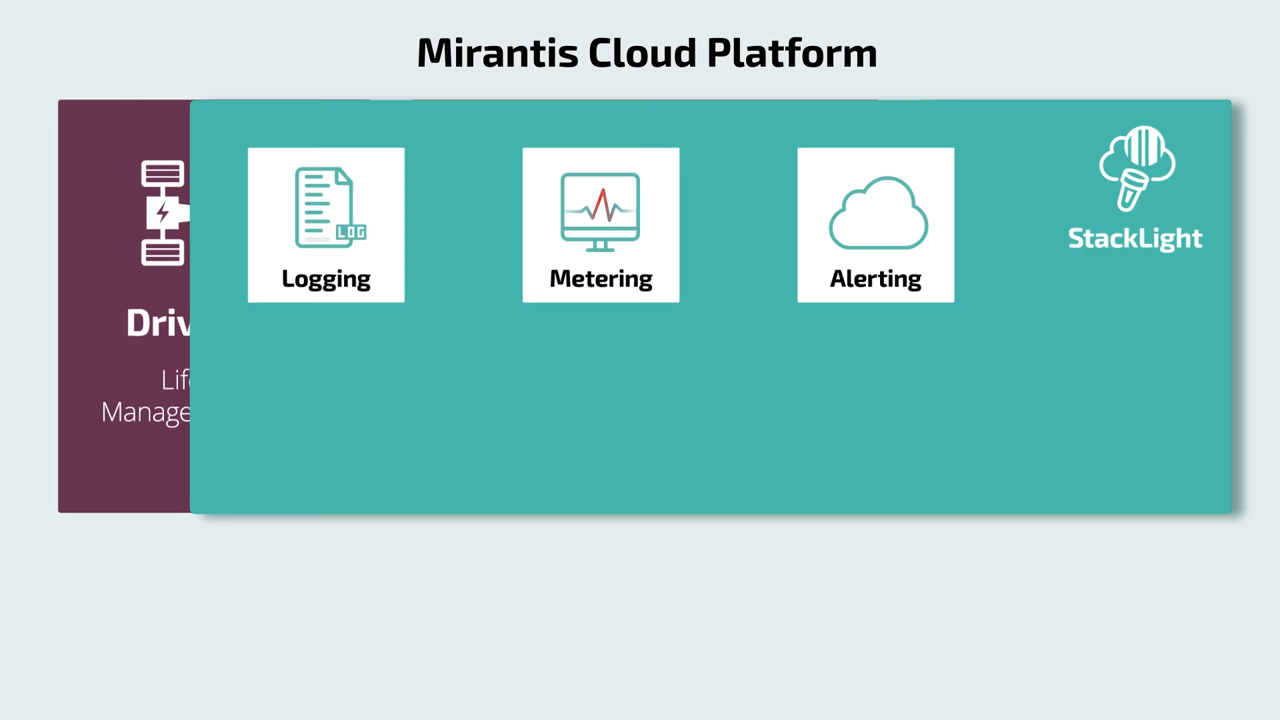 Mirantis Cloud Platform
LOG
Logging
Metering
Alerting
StackLight